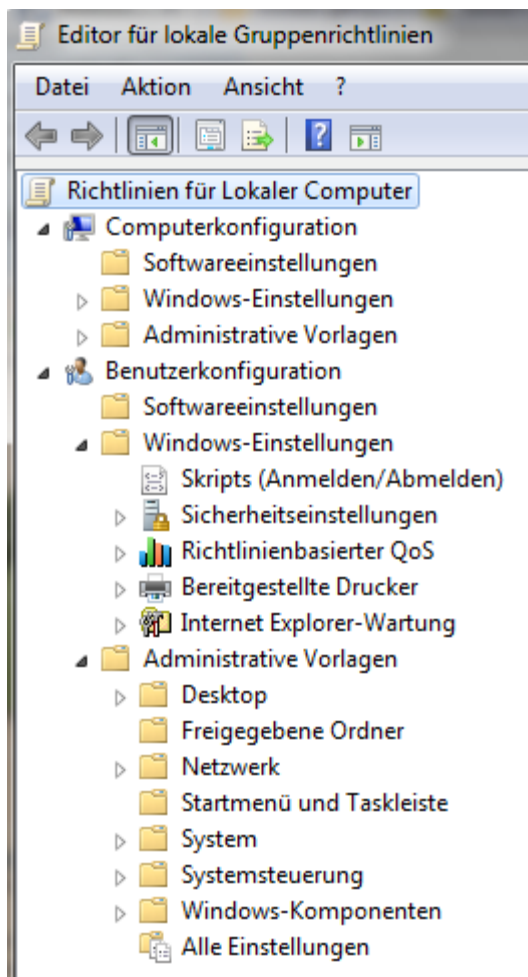 Editor für lokale Gruppenrichtlinien
Datei Aktion Ansicht ?
Richtlinien für Lokaler Computer
Computerkonfiguration
Softwareeinstellungen
Windows-Einstellungen
Administrative Vorlagen
Benutzerkonfiguration
Softwareeinstellungen
Windows-Einstellungen
Skripts (Anmelden/Abmelden)
Sicherheitseinstellungen
Richtlinienbasierter QoS
Bereitgestellte Drucker
Internet Explorer-Wartung
Administrative Vorlagen
Desktop
Freigegebene Ordner
Netzwerk
Startmenü und Taskleiste
System
Systemsteuerung
Windows-Komponenten
Alle Einstellungen